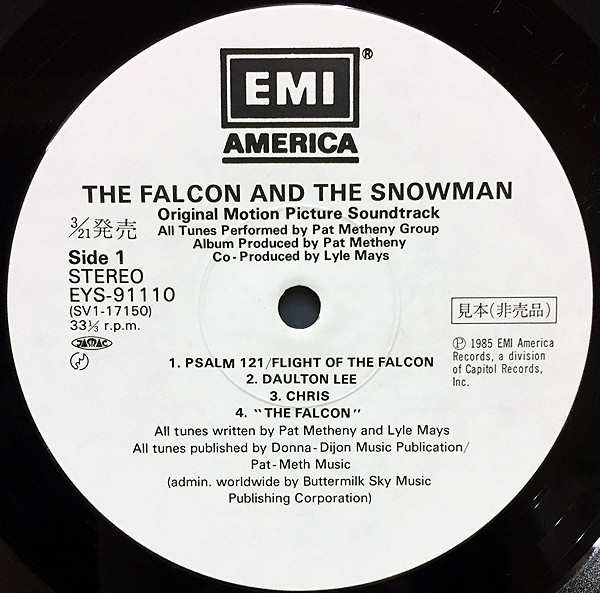 EMI
®
AMERICA
THE FALCON AND THE SNOWMAN
Original Motion Picture Soundtrack
All Tunes Performed by Pat Metheny Group
Album Produced by Pat Metheny
Co-Produced by Lyle Mays
3/21発売
Side 1
STEREO
EYS-91110
(SV1-17150)
33⅓ r.p.m.
JASRAC
見本(非売品)
Ⓟ 1985 EMI America
Records, a division
of Capitol Records,
Inc.
1. PSALM 121/FLIGHT OF THE FALCON
2. DAULTON LEE
3. CHRIS
4. "THE FALCON"
All tunes written by Pat Metheny and Lyle Mays
All tunes published by Donna-Dijon Music Publication/
Pat-Meth Music
(admin. worldwide by Buttermilk Sky Music
Publishing Corporation)